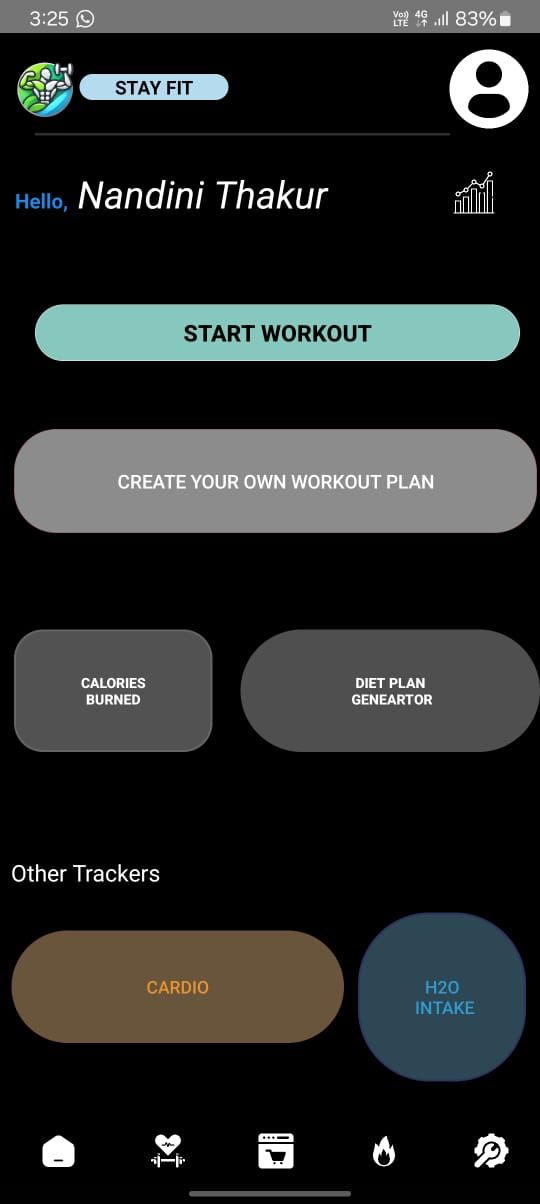 3:25
Vo)) 4G 83%
LTE
STAY FIT
Hello, Nandini Thakur
START WORKOUT
CREATE YOUR OWN WORKOUT PLAN
CALORIES
BURNED
DIET PLAN
GENEARTOR
Other Trackers
CARDIO
H2O
INTAKE